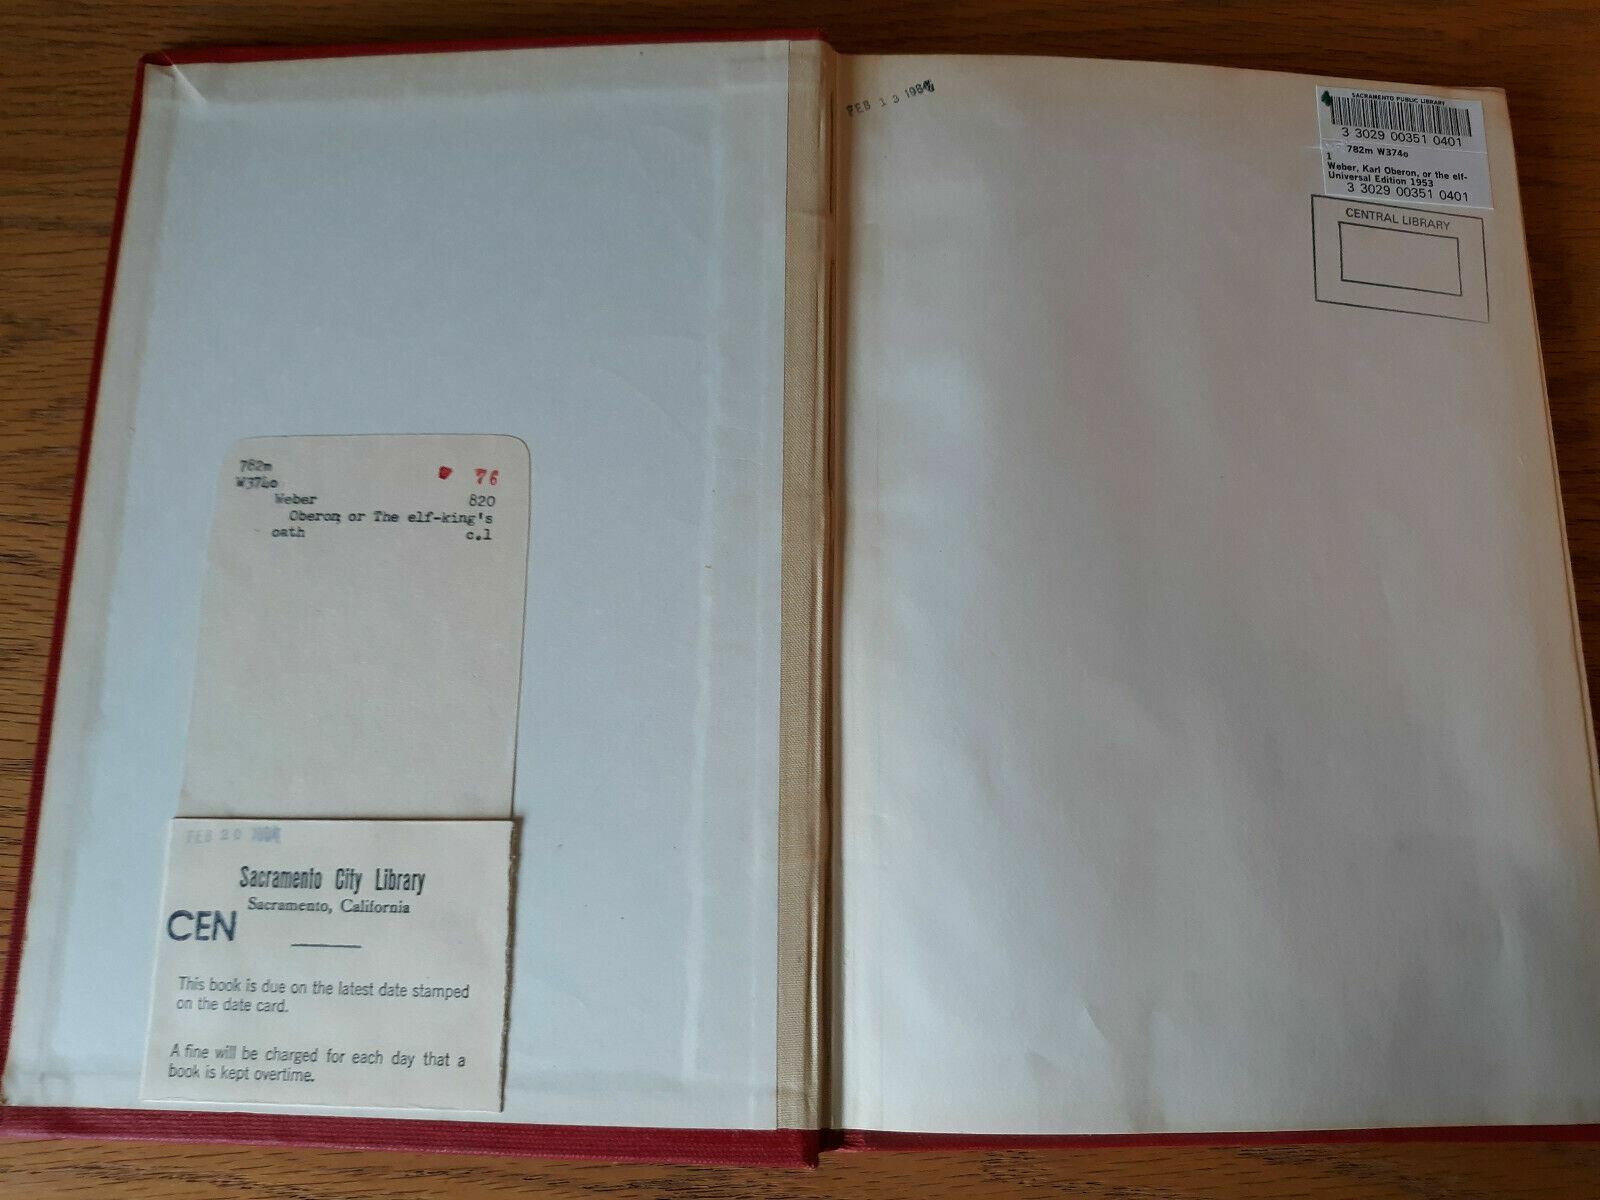 782m
W374o
76
Weber 820
Oberon, or The elf-king's
oath c.1
FEB 20
Sacramento City Library
Sacramento, California
CEN
This book is due on the latest date stamped
on the date card.
A fine will be charged for each day that a
book is kept overtime.
FEB 13
SACRAMENTO PUBLIC LIBRARY
3 3029 00351 0401
782m W374o
1
Weber, Karl Oberon, or the elf-
Universal Edition 1953
3 3029 00351 0401
CENTRAL LIBRARY